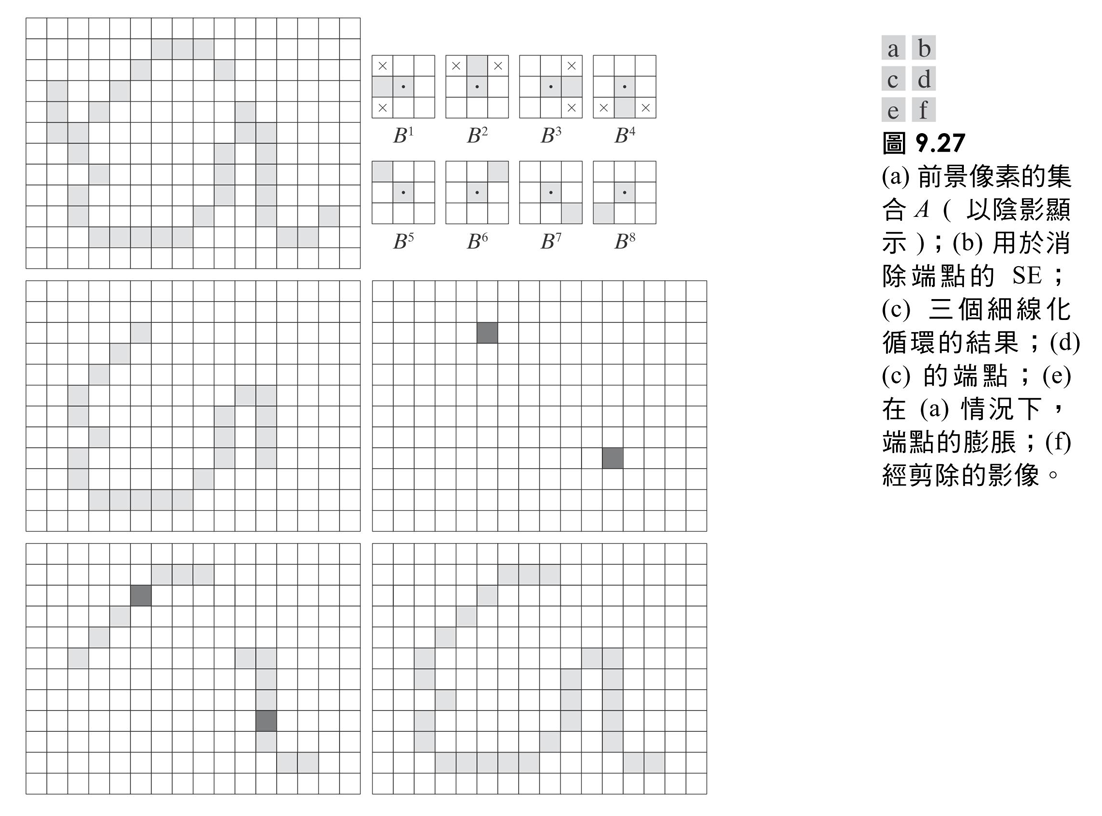 × × × ×
× × × ×
B¹ B² B³ B⁴
B⁵ B⁶ B⁷ B⁸
a b
c d
e f
圖 9.27
(a) 前景像素的集
合 A ( 以陰影顯
示 )；(b) 用於消
除端點的 SE；
(c) 三個細線化
循環的結果；(d)
(c) 的端點；(e)
在 (a) 情況下，
端點的膨脹；(f)
經剪除的影像。